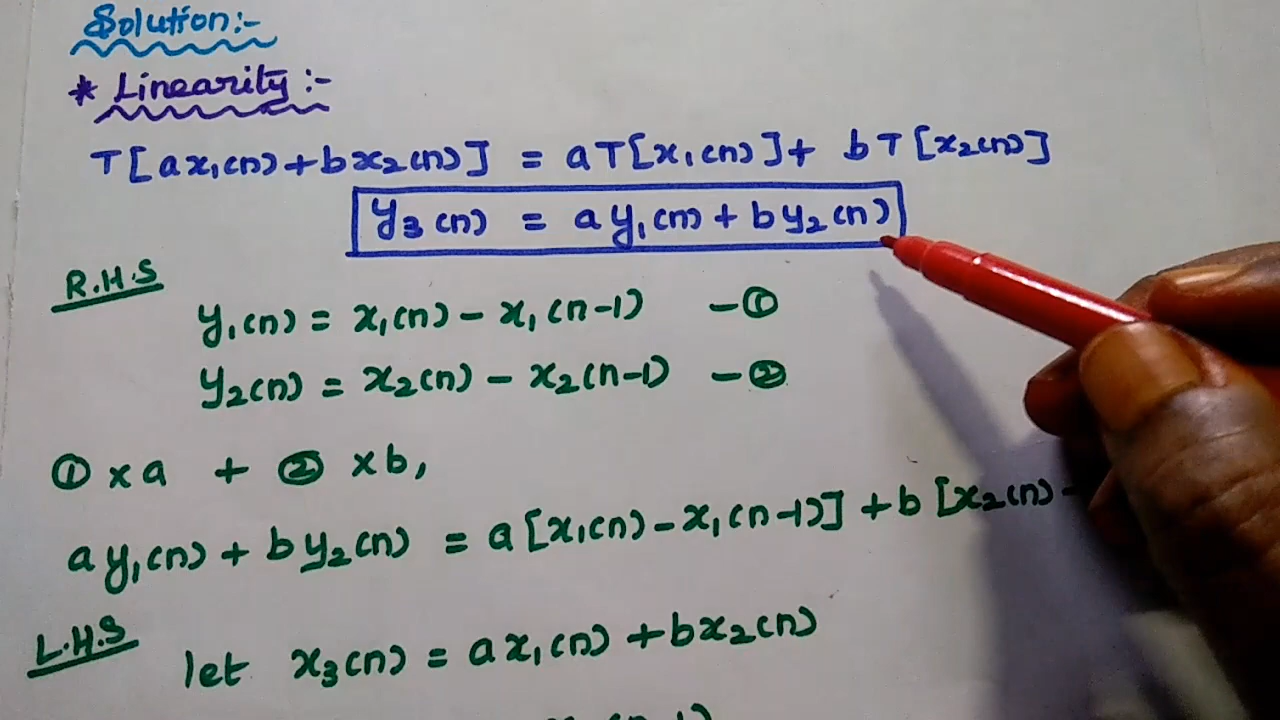 Solution:-
* Linearity:-
T[ax₁(n)+bx₂(n)] = aT[x₁(n)]+ bT[x₂(n)]
y₃(n) = ay₁(n)+by₂(n)
R.H.S
y₁(n) = x₁(n) - x₁(n-1) -①
y₂(n) = x₂(n) - x₂(n-1) -②
① x a + ② x b,
ay₁(n) + by₂(n) = a[x₁(n)-x₁(n-1)] + b[x₂(n)-
L.H.S
let x₃(n) = ax₁(n) + bx₂(n)